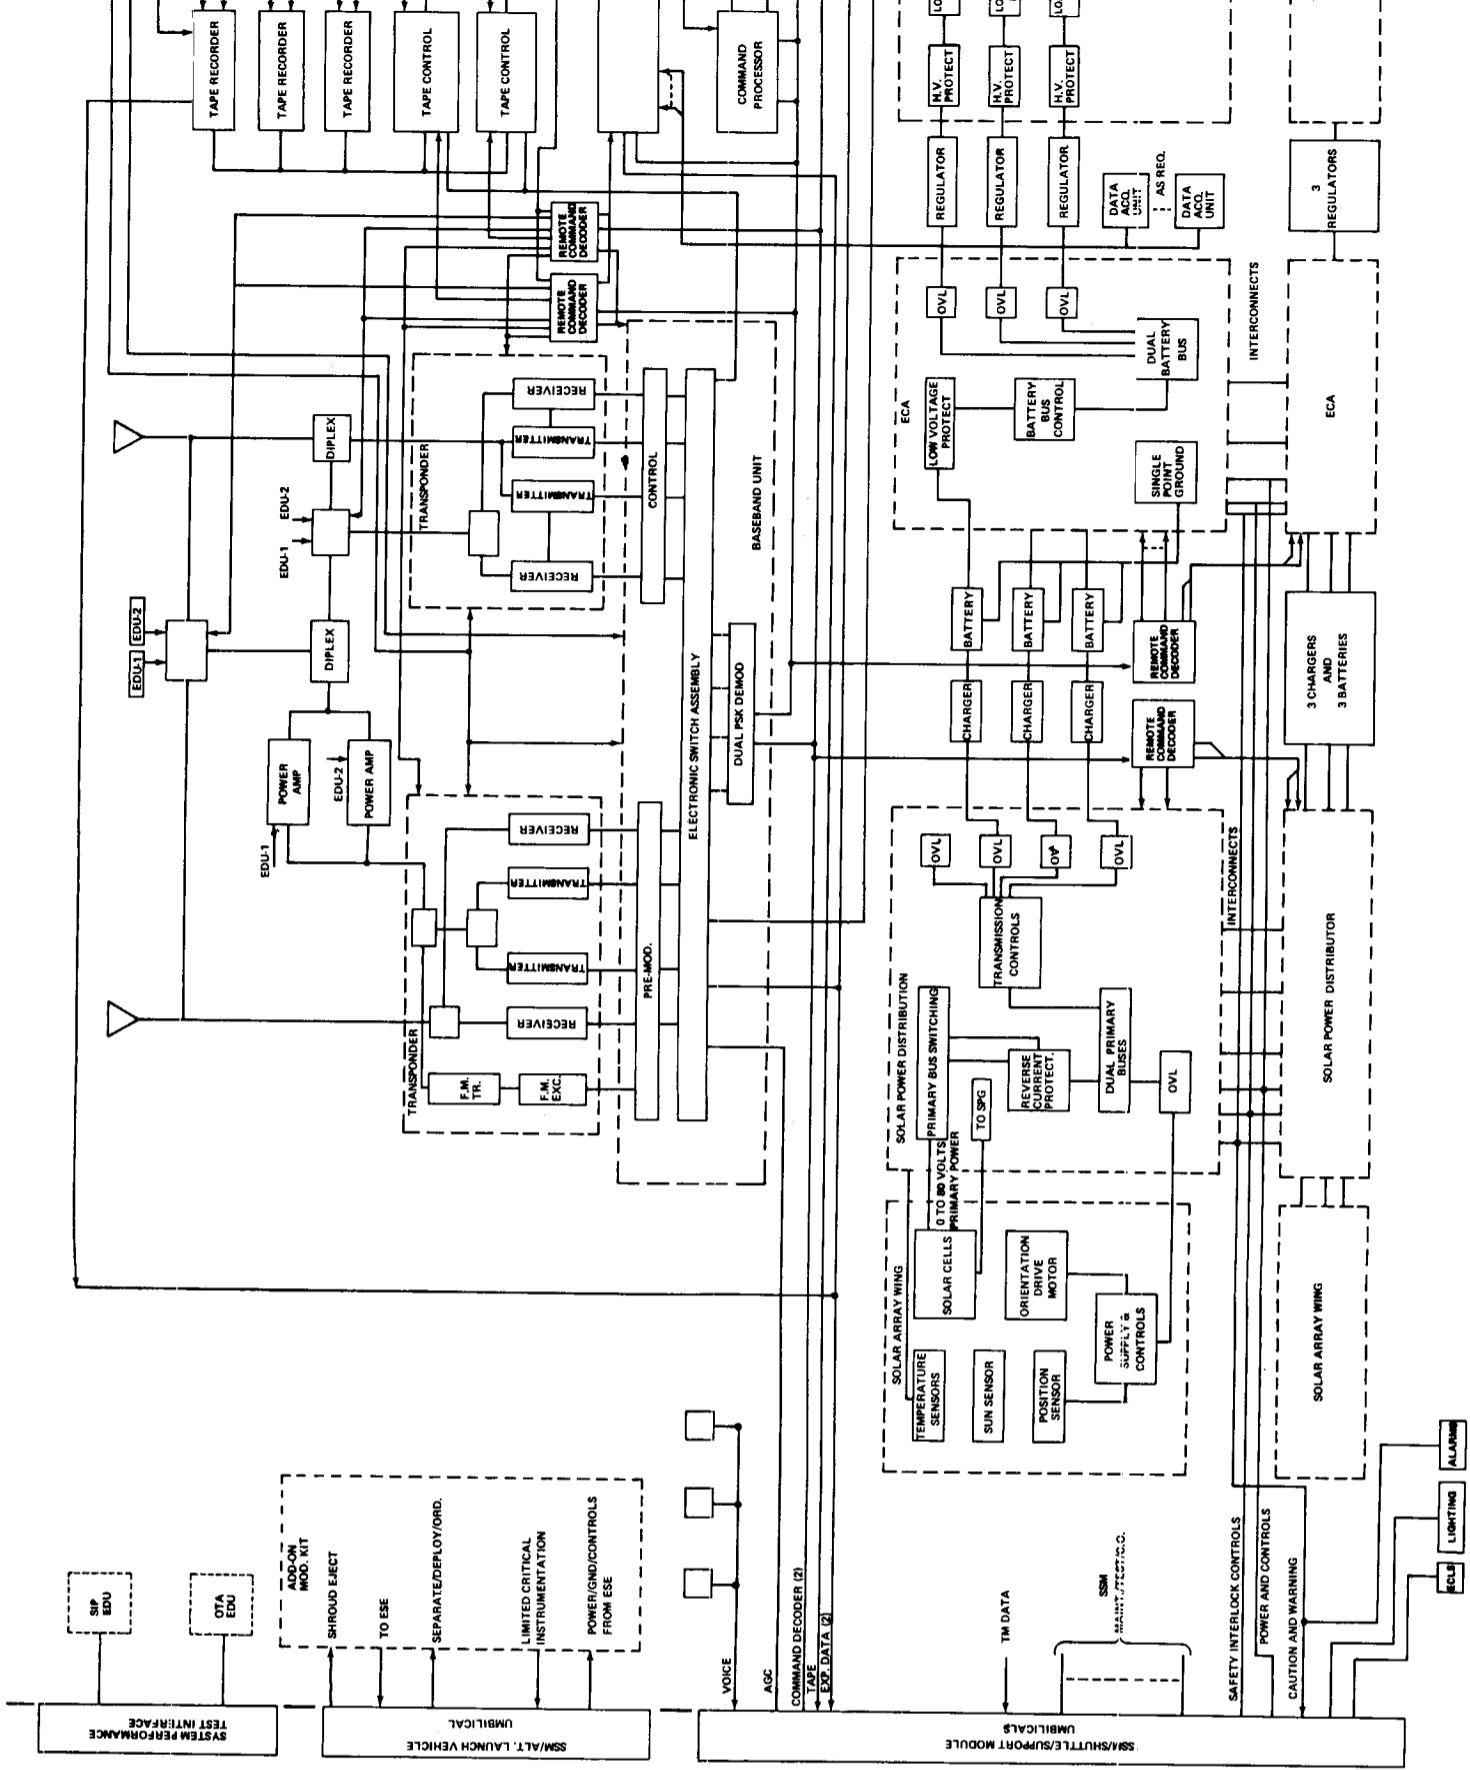 TAPE RECORDER
TAPE RECORDER
TAPE RECORDER
TAPE CONTROL
TAPE CONTROL
COMMAND
PROCESSOR
LO
LO
LO
H.V.
PROTECT
H.V.
PROTECT
H.V.
PROTECT
REGULATOR
REGULATOR
REGULATOR
DATA
ACQ.
UNIT
AS REQ.
DATA
ACQ.
UNIT
3
REGULATORS
REMOTE
COMMAND
DECODER
REMOTE
COMMAND
DECODER
OVL
OVL
OVL
DUAL
BATTERY
BUS
INTERCONNECTS
ECA
LOW VOLTAGE
PROTECT
BATTERY
BUS
CONTROL
SINGLE
POINT
GROUND
ECA
DIPLEX
EDU-2
EDU-1
TRANSPONDER
RECEIVER
TRANSMITTER
TRANSMITTER
RECEIVER
CONTROL
BASEBAND UNIT
EDU-2
EDU-1
DIPLEX
POWER
AMP
EDU-2
POWER AMP
EDU-1
ELECTRONIC SWITCH ASSEMBLY
DUAL PSK DEMOD
BATTERY
BATTERY
BATTERY
REMOTE
COMMAND
DECODER
CHARGER
CHARGER
CHARGER
REMOTE
COMMAND
DECODER
3 CHARGERS
AND
3 BATTERIES
TRANSPONDER
RECEIVER
TRANSMITTER
TRANSMITTER
RECEIVER
F.M.
TR.
F.M.
EXC.
PRE-MOD.
OVL
OVL
OVL
TRANSMISSION
CONTROLS
SOLAR POWER DISTRIBUTION
PRIMARY BUS SWITCHING
REVERSE
CURRENT
PROTECT.
DUAL PRIMARY
BUSES
TO SPG
OVL
INTERCONNECTS
SOLAR POWER DISTRIBUTOR
0 TO 80 VOLTS
PRIMARY POWER
SOLAR ARRAY WING
SOLAR CELLS
ORIENTATION
DRIVE
MOTOR
POWER
SUPPLY &
CONTROLS
TEMPERATURE
SENSORS
SUN SENSOR
POSITION
SENSOR
SOLAR ARRAY WING
SIP
EDU
OTA
EDU
SYSTEM PERFORMANCE
TEST INTERFACE
ADD-ON
MOD. KIT
SHROUD EJECT
TO ESE
SEPARATE/DEPLOY/ORD.
LIMITED CRITICAL
INSTRUMENTATION
POWER/GND/CONTROLS
FROM ESE
SSM/ALT. LAUNCH VEHICLE
UMBILICAL
VOICE
AGC
COMMAND DECODER (2)
TAPE
EXP. DATA (2)
TM DATA
SSM
SAFETY INTERLOCK CONTROLS
POWER AND CONTROLS
CAUTION AND WARNING
ALARMS
LIGHTING
ECLS
SSM/SHUTTLE/SUPPORT MODULE
UMBILICALS